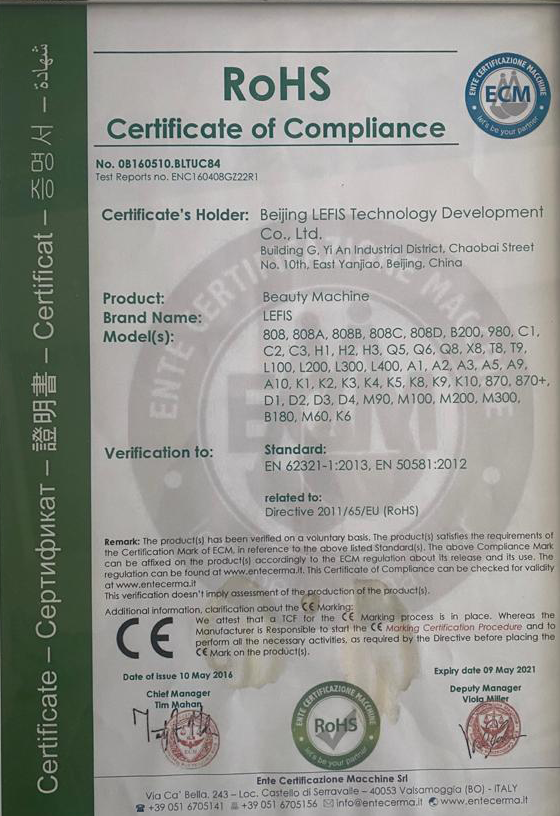 شهادة – 증명서 – Certificat – 證明書 – Сертификат – Certificate
RoHS
Certificate of Compliance
ENTE CERTIFICAZIONE MACCHINE
ECM
let's be your partner
No. 0B160510.BLTUC84
Test Reports no. ENC160408GZ22R1
Certificate's Holder: Beijing LEFIS Technology Development
Co., Ltd.
Building G, Yi An Industrial District, Chaobai Street
No. 10th, East Yanjiao, Beijing, China
Product: Beauty Machine
Brand Name: LEFIS
Model(s): 808, 808A, 808B, 808C, 808D, B200, 980, C1,
C2, C3, H1, H2, H3, Q5, Q6, Q8, X8, T8, T9,
L100, L200, L300, L400, A1, A2, A3, A5, A9,
A10, K1, K2, K3, K4, K5, K8, K9, K10, 870, 870+,
D1, D2, D3, D4, M90, M100, M200, M300,
B180, M60, K6
Verification to: Standard:
EN 62321-1:2013, EN 50581:2012
related to:
Directive 2011/65/EU (RoHS)
Remark: The product(s) has been verified on a voluntary basis. The product(s) satisfies the requirements of
the Certification Mark of ECM, in reference to the above listed Standard(s). The above Compliance Mark
can be affixed on the product(s) accordingly to the ECM regulation about its release and its use. The
regulation can be found at www.entecerma.it. This Certificate of Compliance can be checked for validity
at www.entecerma.it
This verification doesn't imply assessment of the production of the product(s).
Additional information, clarification about the CE Marking:
CE
We attest that a TCF for the CE Marking process is in place. Whereas the
Manufacturer is Responsible to start the CE Marking Certification Procedure and to
perform all the necessary activities, as required by the Directive before placing the
CE Mark on the product(s).
Date of issue 10 May 2016
Expiry date 09 May 2021
Chief Manager
Tim Mahan
Deputy Manager
Viola Miller
ENTE CERTIFICAZIONE MACCHINE
RoHS
let's be your partner
Ente Certificazione Macchine Srl
Via Ca' Bella, 243 – Loc. Castello di Serravalle – 40053 Valsamoggia (BO) - ITALY
+39 051 6705141 +39 051 6705156 info@entecerma.it www.entecerma.it